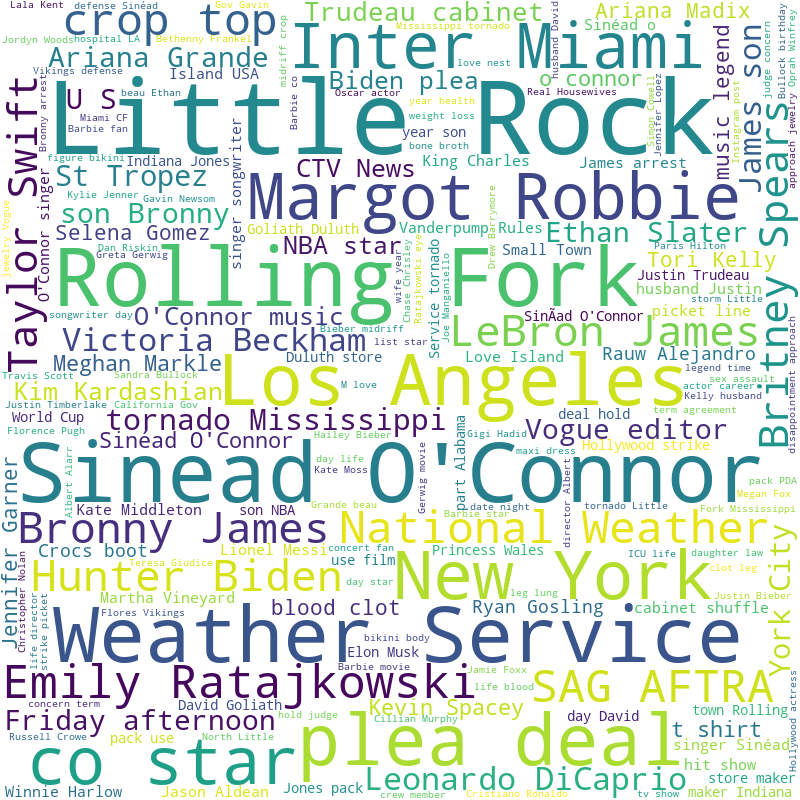 Lala Kent
defense Sinéad
Gov Gavin
crop top
Trudeau cabinet
Mississippi tornado
Ariana Madix
Jordyn Woods
hospital LA
Bethenny Frankel
midriff crop
Inter Miami
Sinéad o
husband David
Vikings defense
Ariana Grande
Island USA
love nest
o connor
music legend
James son
judge concern
Bullock birthday
Oprah Winfrey
beau Ethan
Biden plea
Barbie co
Oscar actor
Real Housewives
Simon Cowell
Jennifer Lopez
Instagram post
approach jewelry
Taylor Swift
Bronny arrest
U S
Little Rock
Miami CF
Barbie fan
year health
weight loss
year son
bone broth
figure bikini
Indiana Jones
singer songwriter
King Charles
James arrest
St Tropez
CTV News
Kylie Jenner
Gavin Newsom
Margot Robbie
Britney Spears
son Bronny
O'Connor singer
jewelry Vogue
Selena Gomez
Goliath Duluth
Vanderpump Rules
Ethan Slater
Dan Riskin
Greta Gerwig
NBA star
Drew Barrymore
Small Town
Paris Hilton
Tori Kelly
Rolling Fork
wife year
Chase Chrisley
Ratajkowski eye
Service tornado
Joe Manganiello
Justin Trudeau
husband Justin
storm Little
songwriter day
O'Connor music
SinÃad O'Connor
picket line
Bieber midriff
Victoria Beckham
list star
LeBron James
Meghan Markle
Duluth store
Love Island
Rauw Alejandro
legend time
actor career
Kelly husband
disappointment approach
Travis Scott
Sandra Bullock
Los Angeles
M love
sex assault
Kim Kardashian
Justin Timberlake
California Gov
World Cup
tornado Mississippi
deal hold
term agreement
Florence Pugh
Sinead O'Connor
Hailey Bieber
Gigi Hadid
Vogue editor
Hollywood strike
day life
Kate Moss
maxi dress
part Alabama
Albert Alarr
Gerwig movie
director Albert
Sinead O'Connor
pack PDA
Megan Fox
Jennifer Garner
Kate Middleton
son NBA
Grande beau
date night
Barbie star
tornado Little
Fork Mississippi
Bronny James
National Weather
Crocs boot
Lionel Messi
concert fan
Princess Wales
ICU life
daughter law
Christopher Nolan
Teresa Giudice
use film
clot leg
Hunter Biden
day star
New York
York City
Justin Bieber
Martha Vineyard
leg lung
life director
strike picket
Flores Vikings
blood clot
Ryan Gosling
cabinet shuffle
Weather Service
bikini body
Elon Musk
Barbie movie
Jamie Foxx
Hollywood actress
Emily Ratajkowski
life blood
SAG AFTRA
concern term
David Goliath
Kevin Spacey
Friday afternoon
hold judge
Cillian Murphy
day David
town Rolling
Russell Crowe
pack use
North Little
plea deal
t shirt
singer Sinéad
co star
hit show
Leonardo DiCaprio
store maker
Winnie Harlow
Jason Aldean
Jones pack
crew member
Cristiano Ronaldo
tv show
maker Indiana